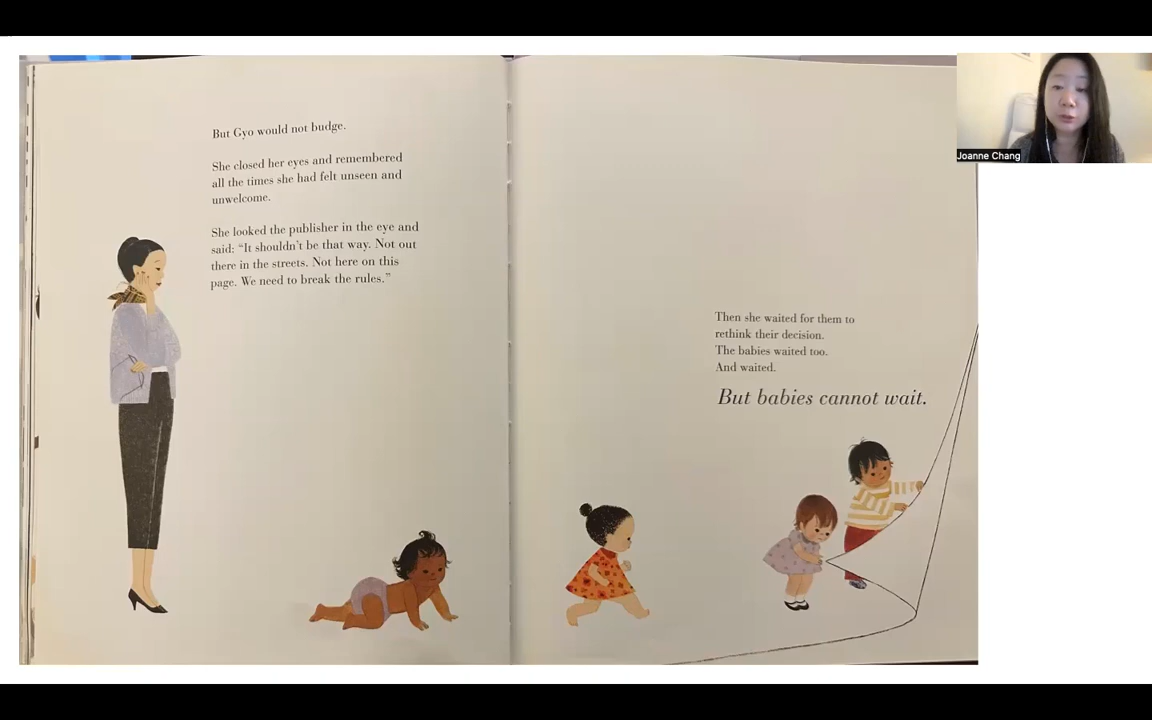 But Gyo would not budge.
She closed her eyes and remembered
all the times she had felt unseen and
unwelcome.
She looked the publisher in the eye and
said: “It shouldn’t be that way. Not out
there in the streets. Not here on this
page. We need to break the rules.”
Then she waited for them to
rethink their decision.
The babies waited too.
And waited.
But babies cannot wait.
Joanne Chang